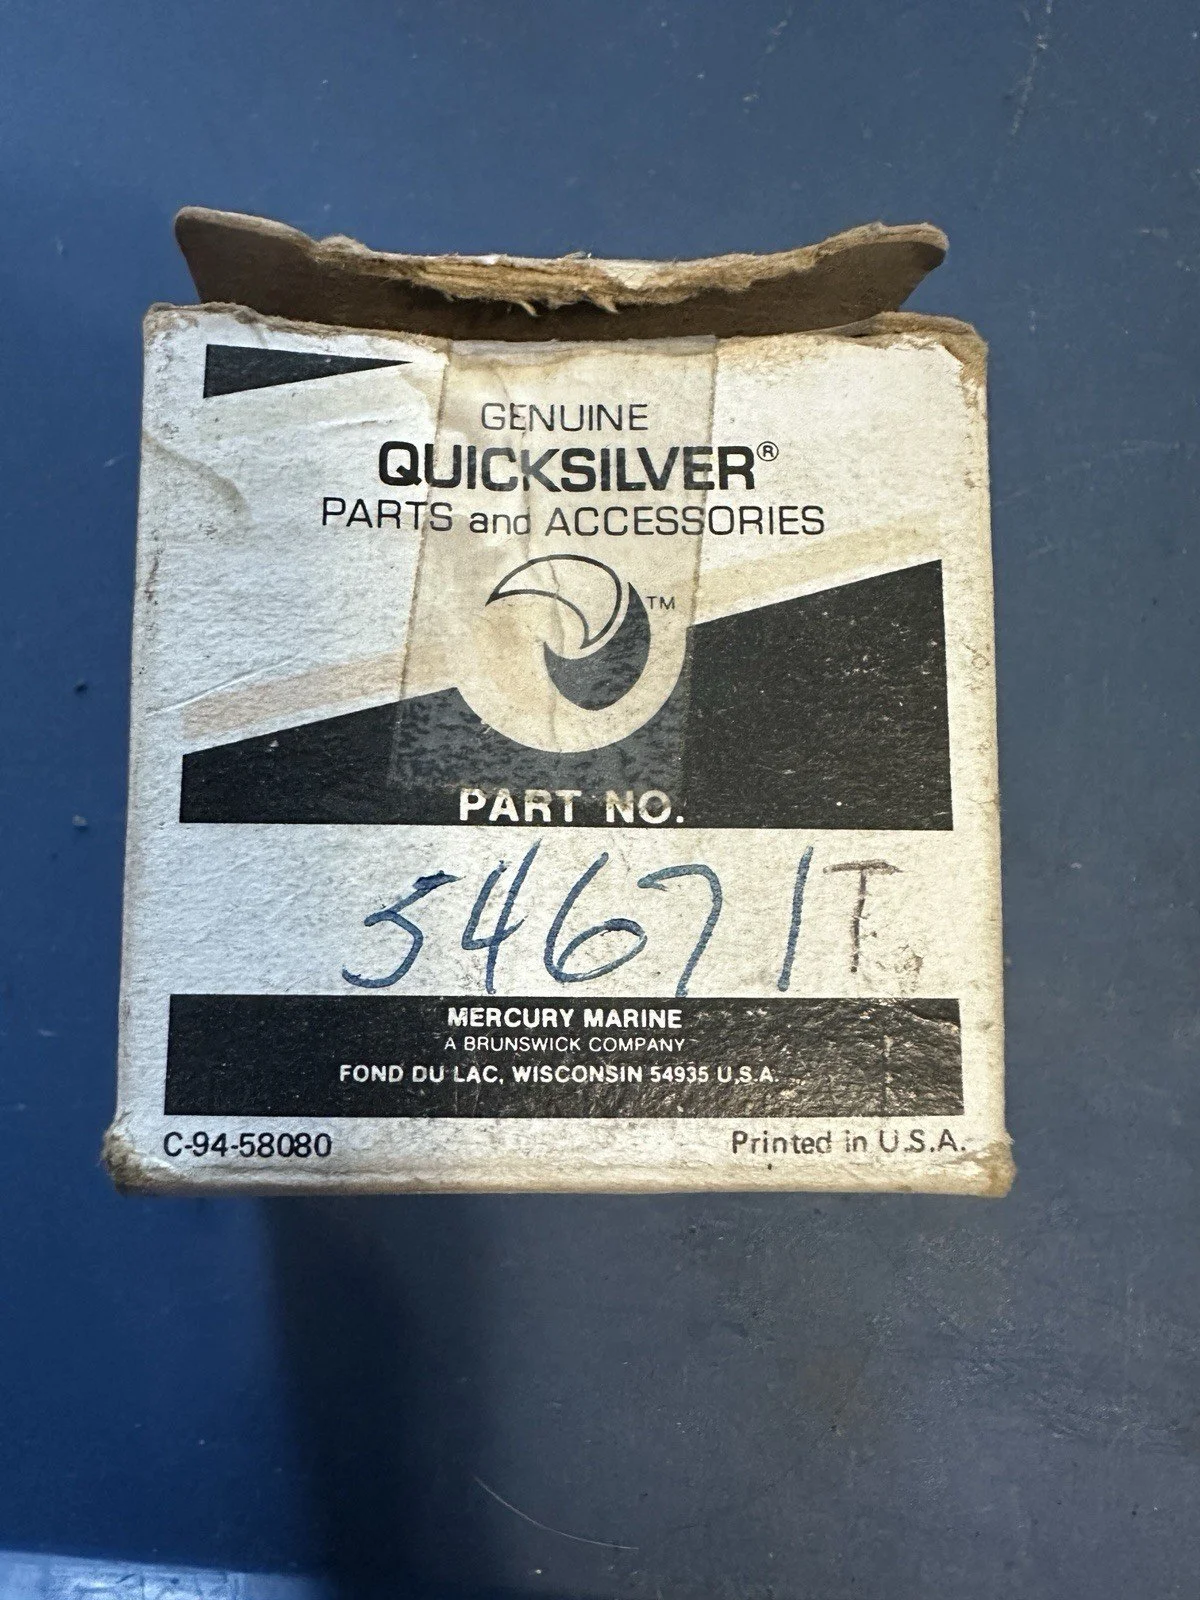 GENUINE
QUICKSILVER®
PARTS and ACCESSORIES
TM
PART NO.
54671T
MERCURY MARINE
A BRUNSWICK COMPANY
FOND DU LAC, WISCONSIN 54935 U.S.A.
C-94-58080 Printed in U.S.A.